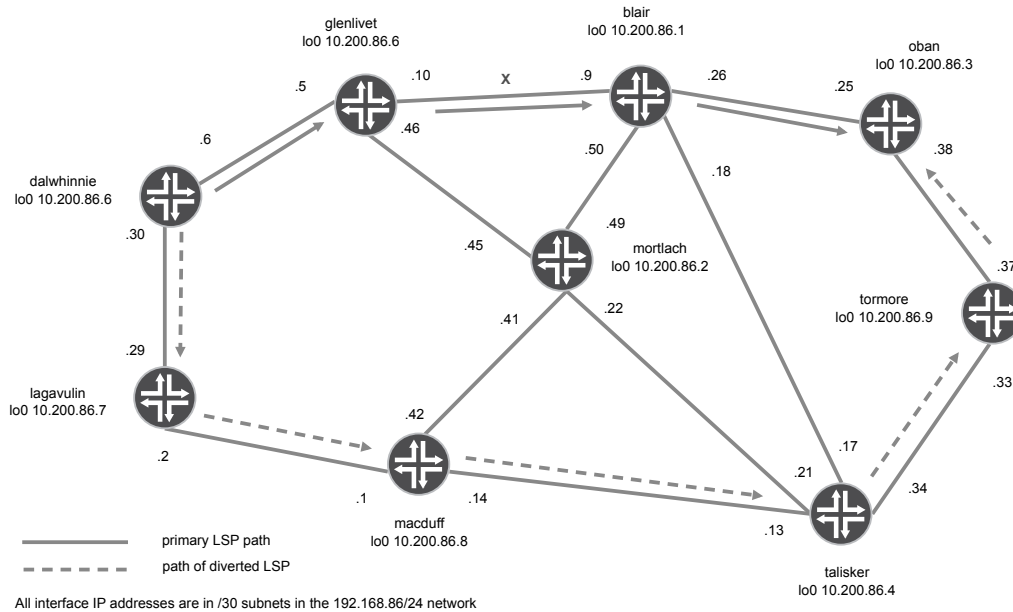 blair
lo0 10.200.86.1
glenlivet
lo0 10.200.86.6
oban
lo0 10.200.86.3
.5
.10
x
.9
.26
.25
.6
.46
.50
.38
.18
dalwhinnie
lo0 10.200.86.6
.30
.45
.49
mortlach
lo0 10.200.86.2
.37
tormore
lo0 10.200.86.9
.41
.22
.29
.33
lagavulin
lo0 10.200.86.7
.42
.2
.17
.21
.34
.1
.14
.13
macduff
lo0 10.200.86.8
primary LSP path
path of diverted LSP
talisker
lo0 10.200.86.4
All interface IP addresses are in /30 subnets in the 192.168.86/24 network